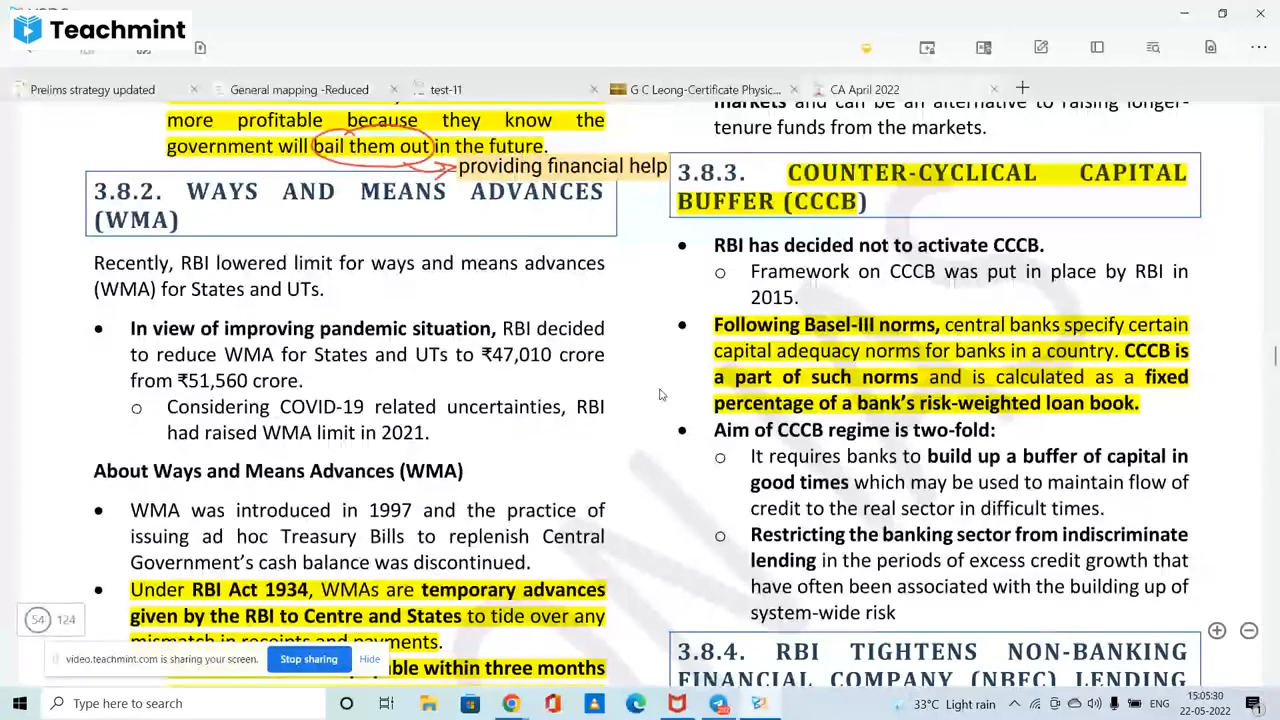 Teachmint
Prelims strategy updated
General mapping -Reduced
test-11
G C Leong-Certificate Physic...
CA April 2022
more profitable because they know the
government will bail them out in the future.
providing financial help
3.8.2. WAYS AND MEANS ADVANCES
(WMA)
Recently, RBI lowered limit for ways and means advances
(WMA) for States and UTs.
• In view of improving pandemic situation, RBI decided
to reduce WMA for States and UTs to ₹47,010 crore
from ₹51,560 crore.
o Considering COVID-19 related uncertainties, RBI
had raised WMA limit in 2021.
About Ways and Means Advances (WMA)
• WMA was introduced in 1997 and the practice of
issuing ad hoc Treasury Bills to replenish Central
Government's cash balance was discontinued.
• Under RBI Act 1934, WMAs are temporary advances
given by the RBI to Centre and States to tide over any
mismatch in receipts and payments.
able within three months
markets and can be an alternative to raising longer-
tenure funds from the markets.
3.8.3. COUNTER-CYCLICAL CAPITAL
BUFFER (CCCB)
• RBI has decided not to activate CCCB.
o Framework on CCCB was put in place by RBI in
2015.
• Following Basel-III norms, central banks specify certain
capital adequacy norms for banks in a country. CCCB is
a part of such norms and is calculated as a fixed
percentage of a bank's risk-weighted loan book.
• Aim of CCCB regime is two-fold:
o It requires banks to build up a buffer of capital in
good times which may be used to maintain flow of
credit to the real sector in difficult times.
o Restricting the banking sector from indiscriminate
lending in the periods of excess credit growth that
have often been associated with the building up of
system-wide risk
3.8.4. RBI TIGHTENS NON-BANKING
FINANCIAL COMPANY (NBFC) LENDING
54 124
video.teachmint.com is sharing your screen.
Stop sharing
Hide
Type here to search
33°C Light rain
ENG
15:05:30
22-05-2022